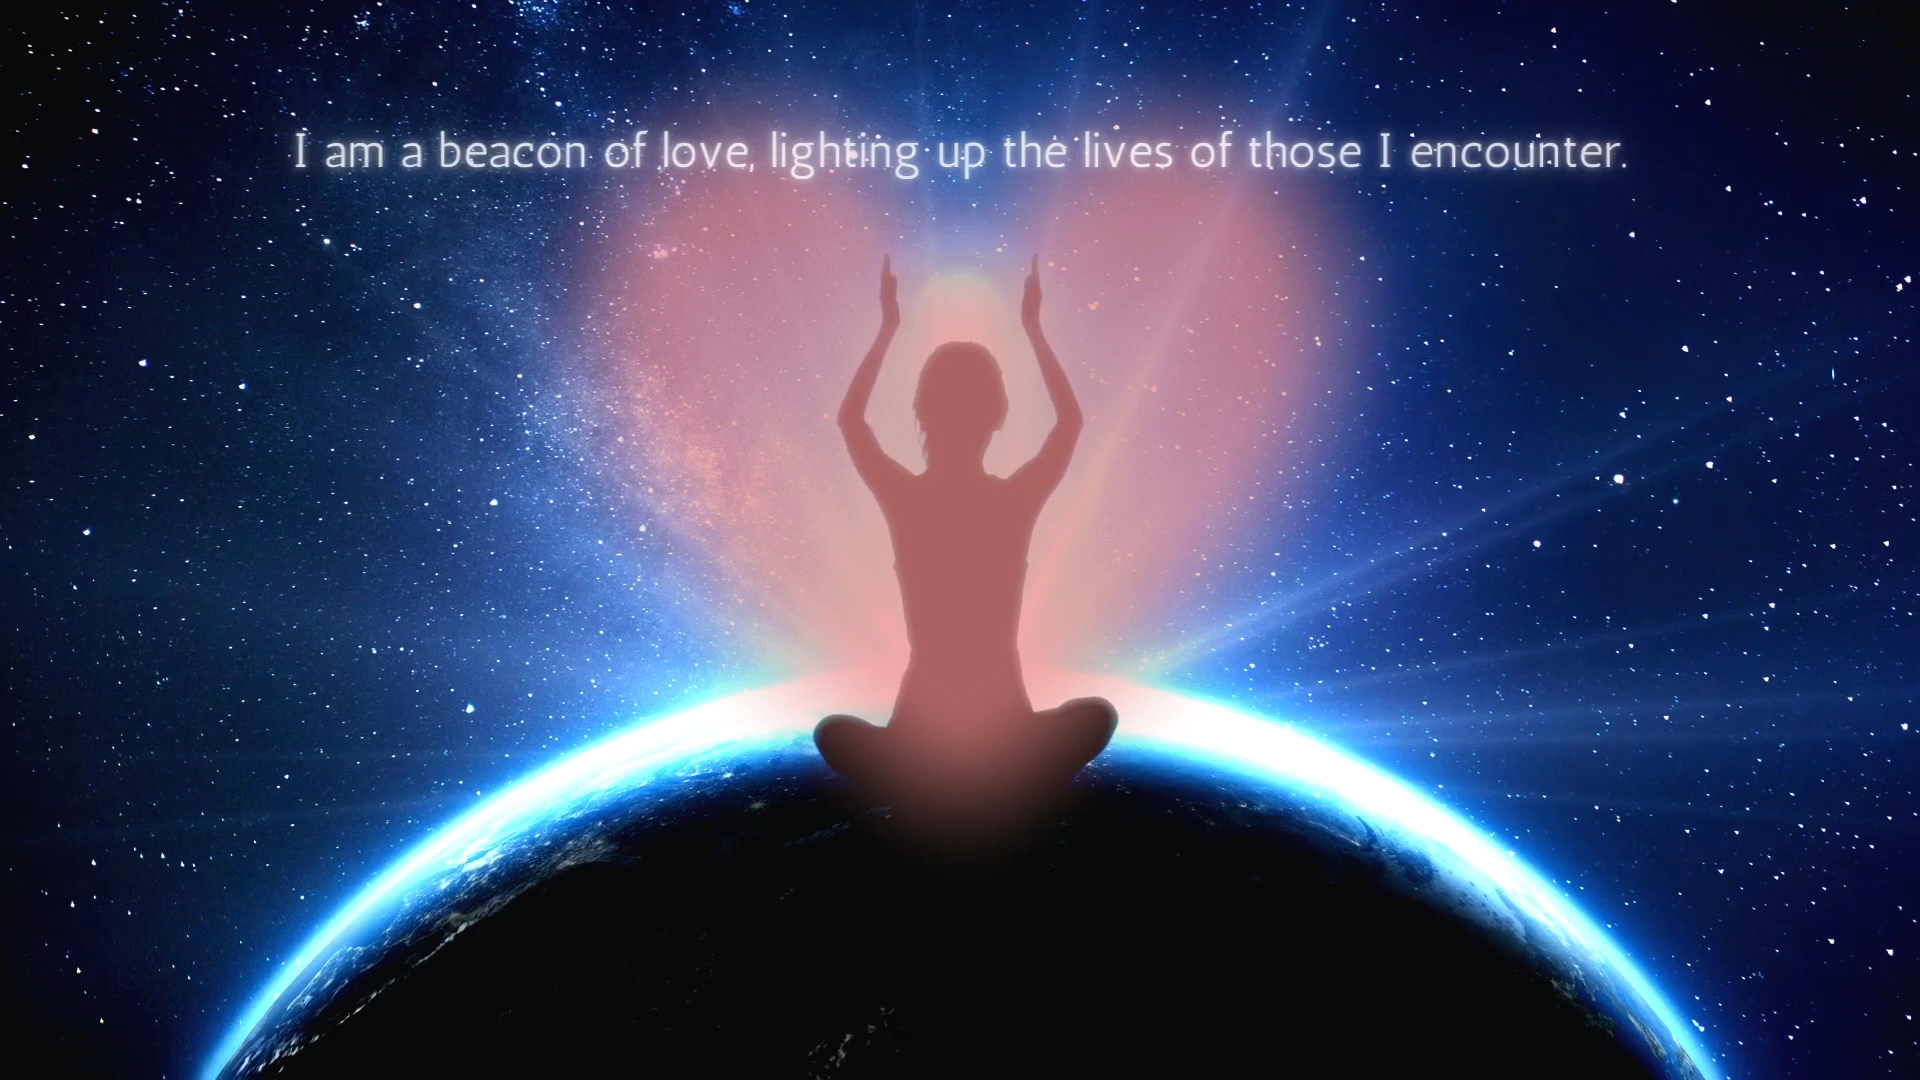 I am a beacon of love, lighting up the lives of those I encounter.